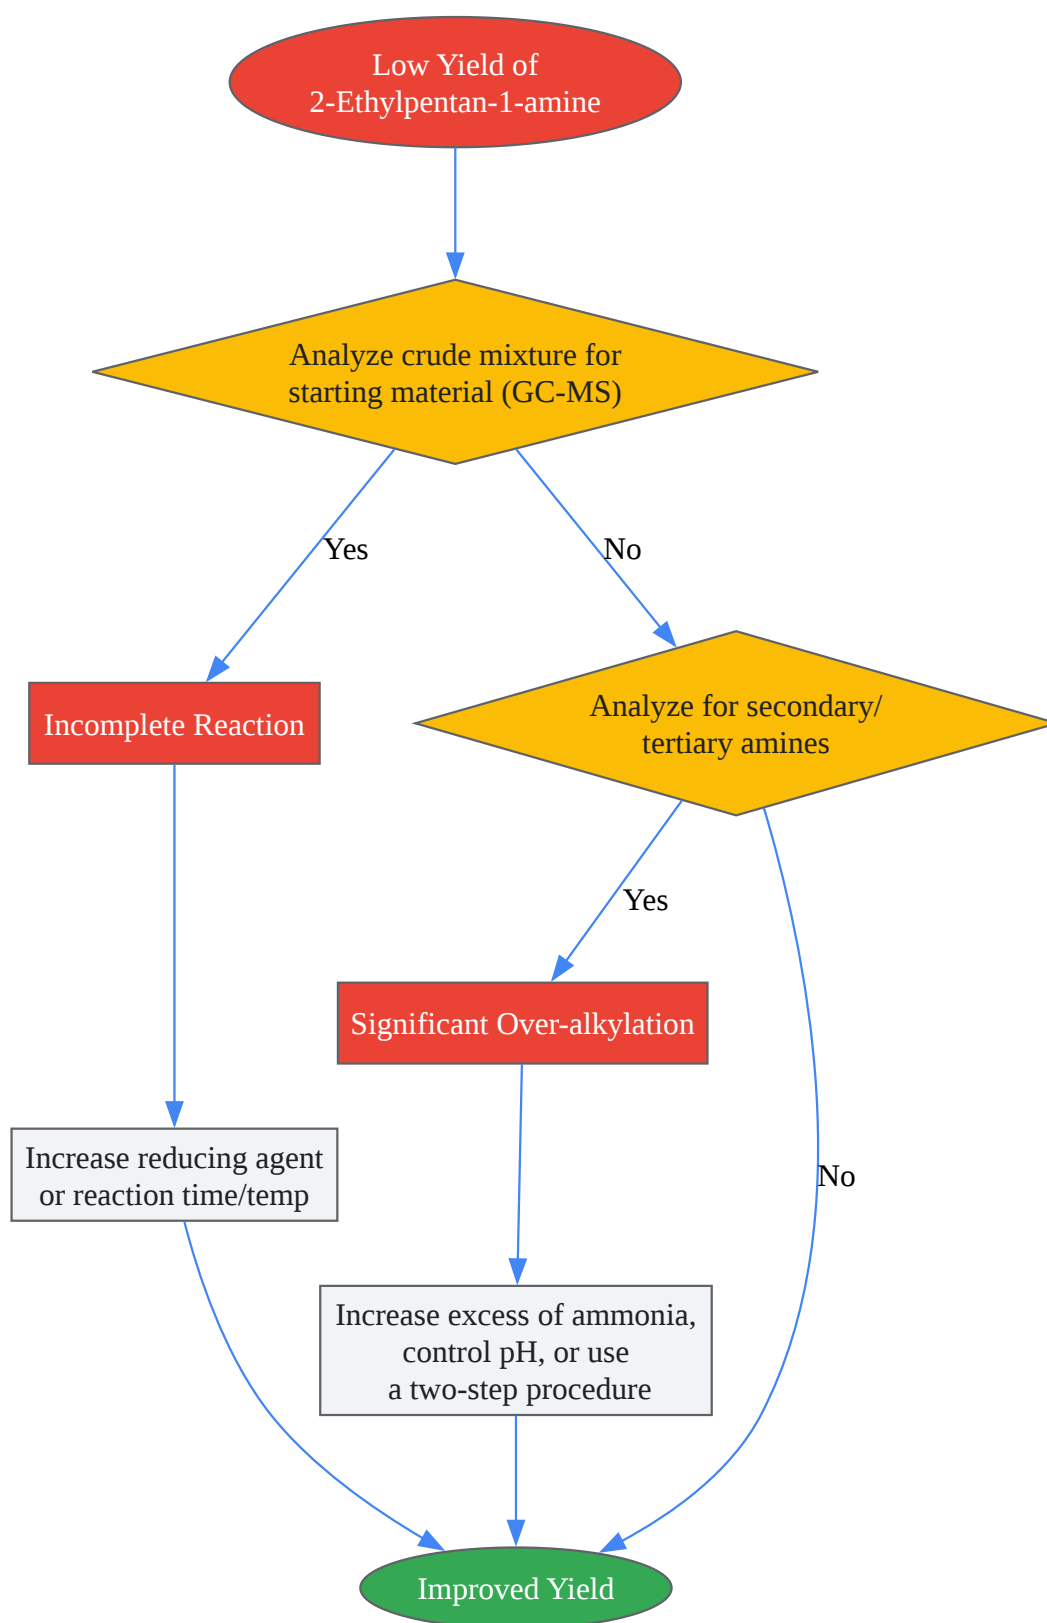 Low Yield of
2-Ethylpentan-1-amine
Analyze crude mixture for
starting material (GC-MS)
Yes
No
Incomplete Reaction
Analyze for secondary/
tertiary amines
Yes
Significant Over-alkylation
Increase reducing agent
or reaction time/temp
No
Increase excess of ammonia,
control pH, or use
a two-step procedure
Improved Yield